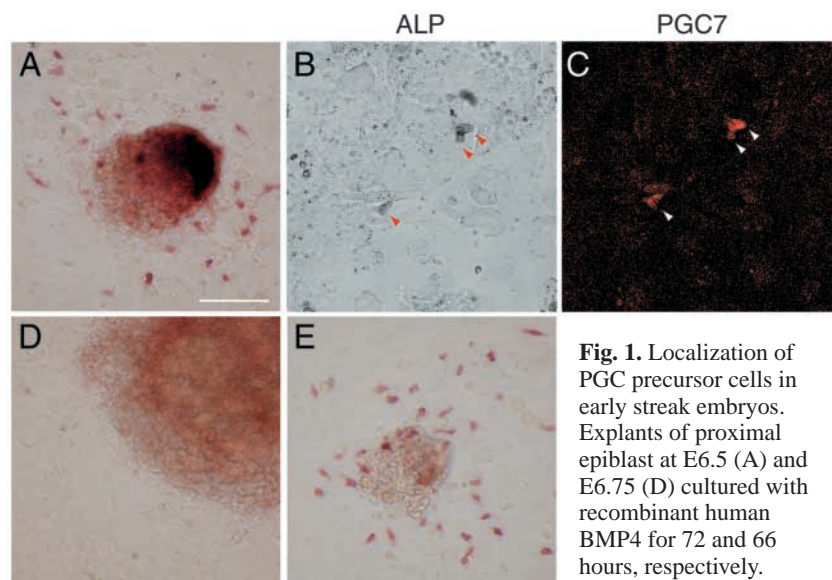 ALP PGC7
A B C
D E
Fig. 1. Localization of
PGC precursor cells in
early streak embryos.
Explants of proximal
epiblast at E6.5 (A) and
E6.75 (D) cultured with
recombinant human
BMP4 for 72 and 66
hours, respectively.